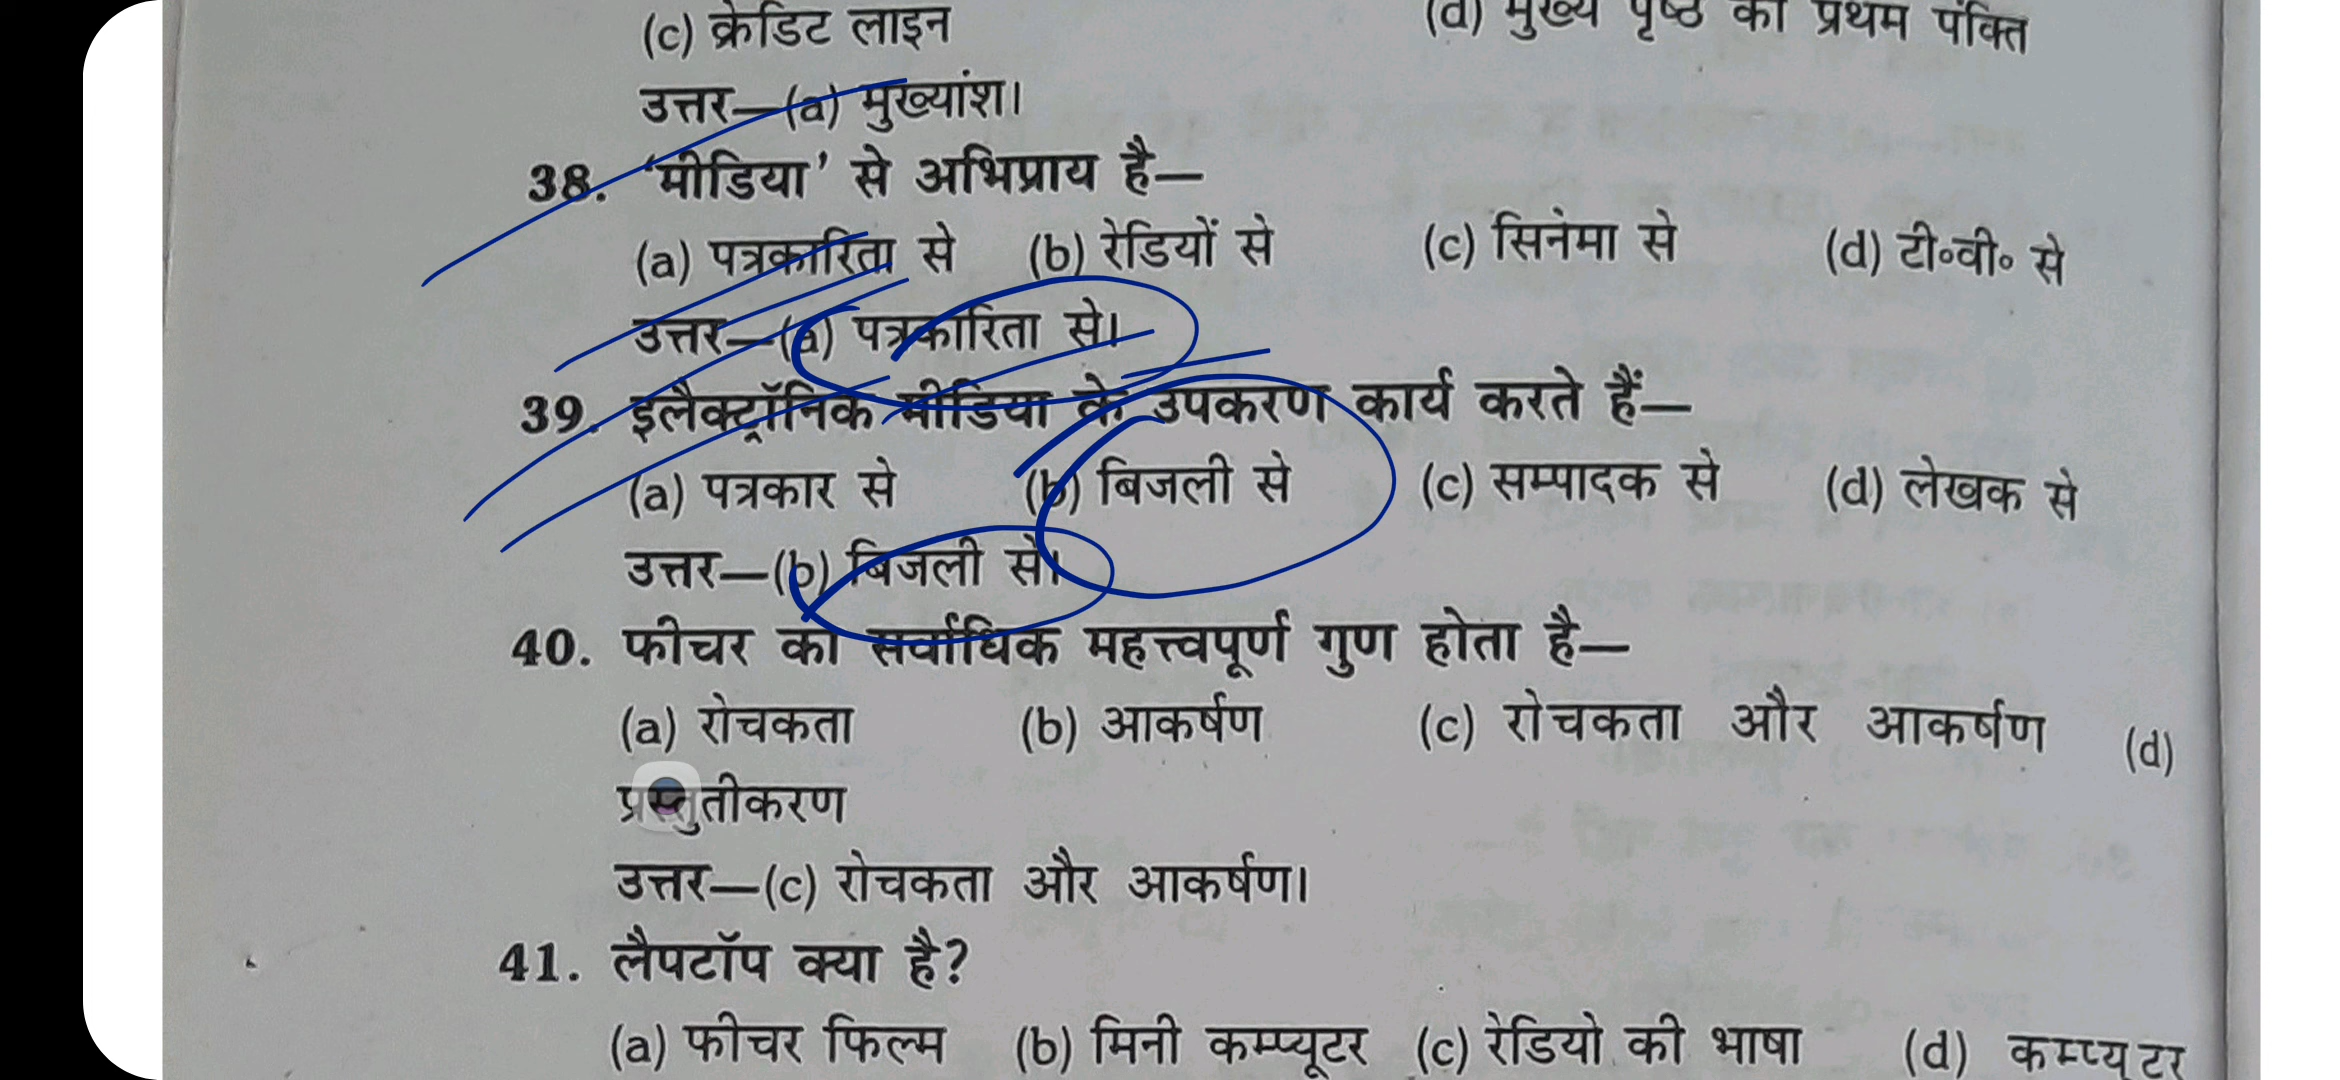 (c) क्रेडिट लाइन (d) मुख्य पृष्ठ की प्रथम पंक्ति
उत्तर—(a) मुख्यांश।
38. 'मीडिया' से अभिप्राय है—
(a) पत्रकारिता से (b) रेडियों से (c) सिनेमा से (d) टी०वी० से
उत्तर—(a) पत्रकारिता से।
39. इलैक्ट्रॉनिक मीडिया के उपकरण कार्य करते हैं—
(a) पत्रकार से (b) बिजली से (c) सम्पादक से (d) लेखक से
उत्तर—(b) बिजली से।
40. फीचर का सर्वाधिक महत्त्वपूर्ण गुण होता है—
(a) रोचकता (b) आकर्षण (c) रोचकता और आकर्षण (d)
प्रस्तुतीकरण
उत्तर—(c) रोचकता और आकर्षण।
41. लैपटॉप क्या है?
(a) फीचर फिल्म (b) मिनी कम्प्यूटर (c) रेडियो की भाषा (d) कम्प्यूटर